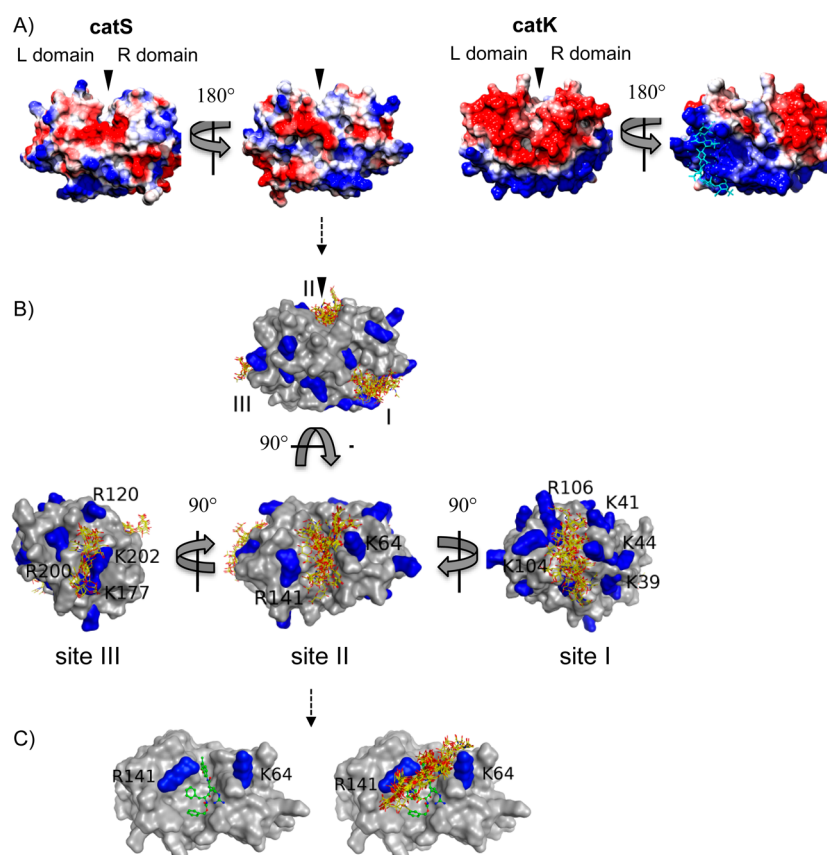 A)
catS
catK
L domain R domain
L domain R domain
180°
180°
B)
II
III
I
90°
R120
R200
K202
K177
90°
K64
R141
90°
R106
K41
K44
K104
K39
site III
site II
site I
C)
R141
K64
R141
K64